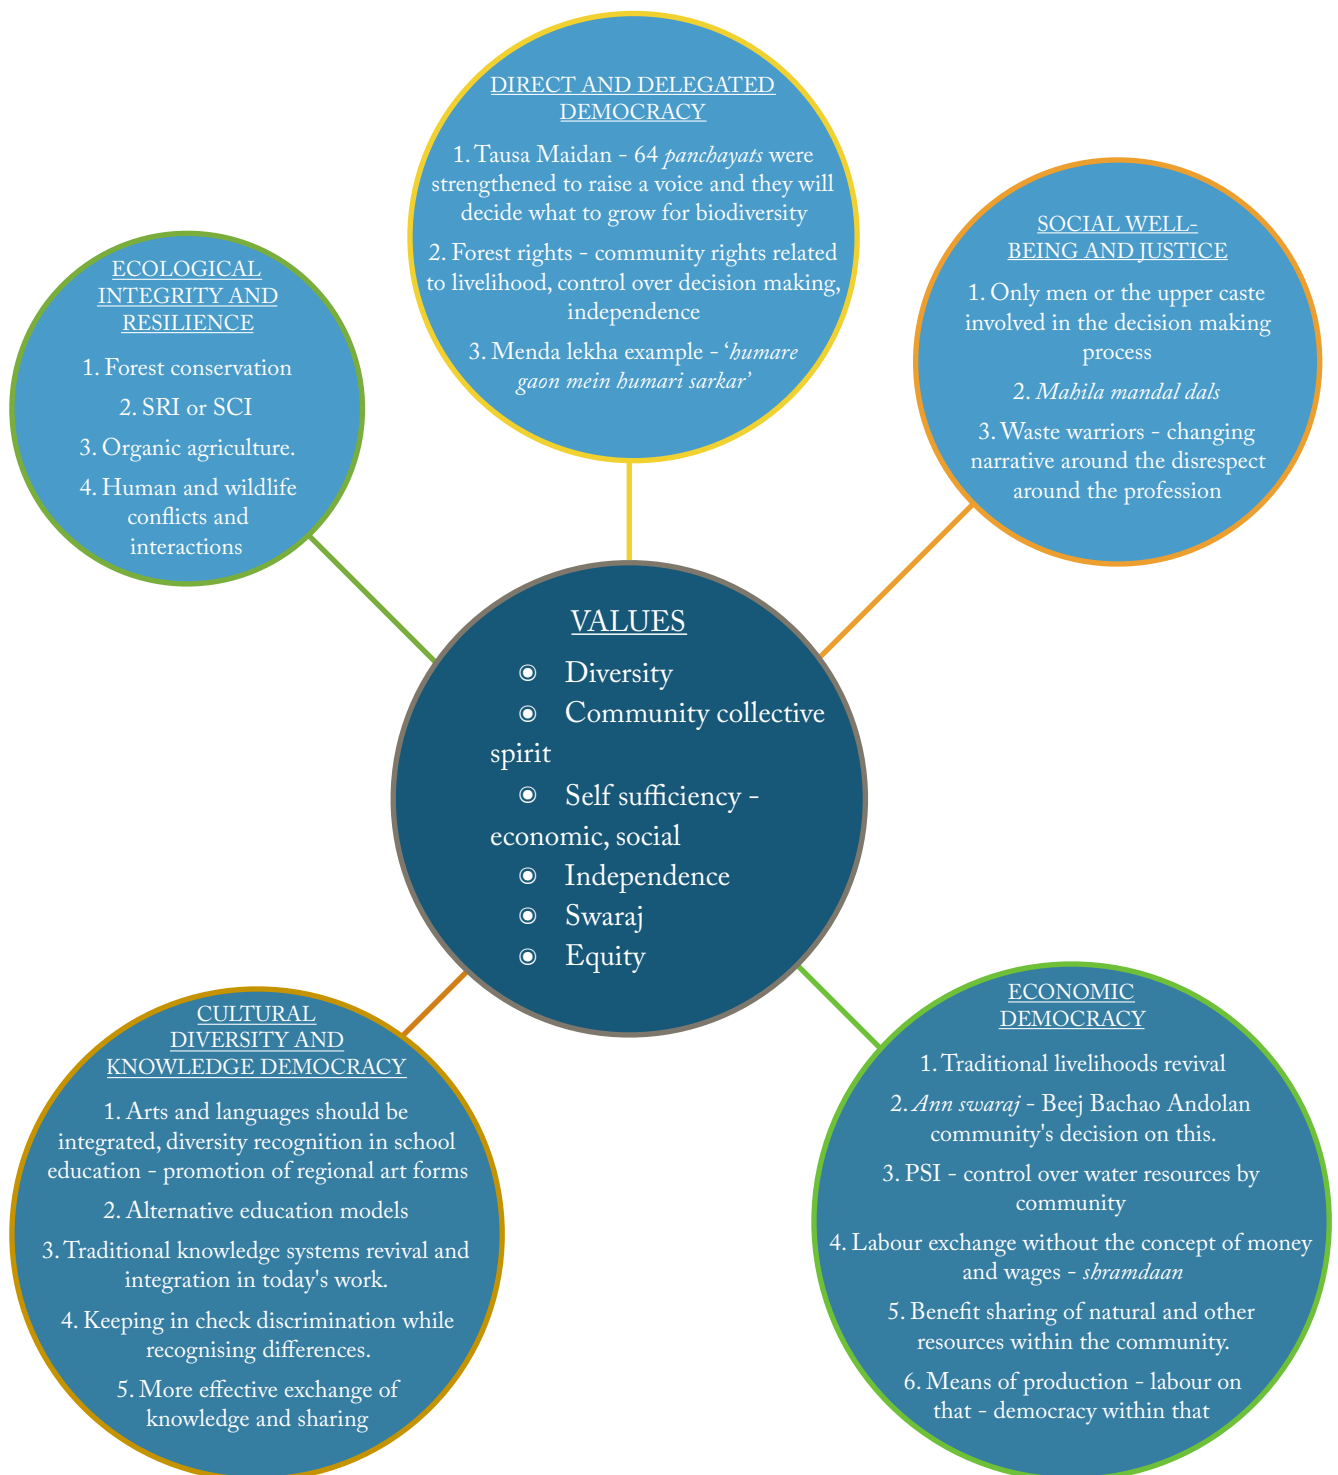 DIRECT AND DELEGATED
DEMOCRACY
1. Tausa Maidan - 64 panchayats were
strengthened to raise a voice and they will
decide what to grow for biodiversity
2. Forest rights - community rights related
to livelihood, control over decision making,
independence
3. Menda lekha example - ‘humare
gaon mein humari sarkar’
SOCIAL WELL-
BEING AND JUSTICE
1. Only men or the upper caste
involved in the decision making
process
2. Mahila mandal dals
3. Waste warriors - changing
narrative around the disrespect
around the profession
ECOLOGICAL
INTEGRITY AND
RESILIENCE
1. Forest conservation
2. SRI or SCI
3. Organic agriculture.
4. Human and wildlife
conflicts and
interactions
VALUES
◉ Diversity
◉ Community collective
spirit
◉ Self sufficiency -
economic, social
◉ Independence
◉ Swaraj
◉ Equity
CULTURAL
DIVERSITY AND
KNOWLEDGE DEMOCRACY
1. Arts and languages should be
integrated, diversity recognition in school
education - promotion of regional art forms
2. Alternative education models
3. Traditional knowledge systems revival and
integration in today's work.
4. Keeping in check discrimination while
recognising differences.
5. More effective exchange of
knowledge and sharing
ECONOMIC
DEMOCRACY
1. Traditional livelihoods revival
2. Ann swaraj - Beej Bachao Andolan
community's decision on this.
3. PSI - control over water resources by
community
4. Labour exchange without the concept of money
and wages - shramdaan
5. Benefit sharing of natural and other
resources within the community.
6. Means of production - labour on
that - democracy within that